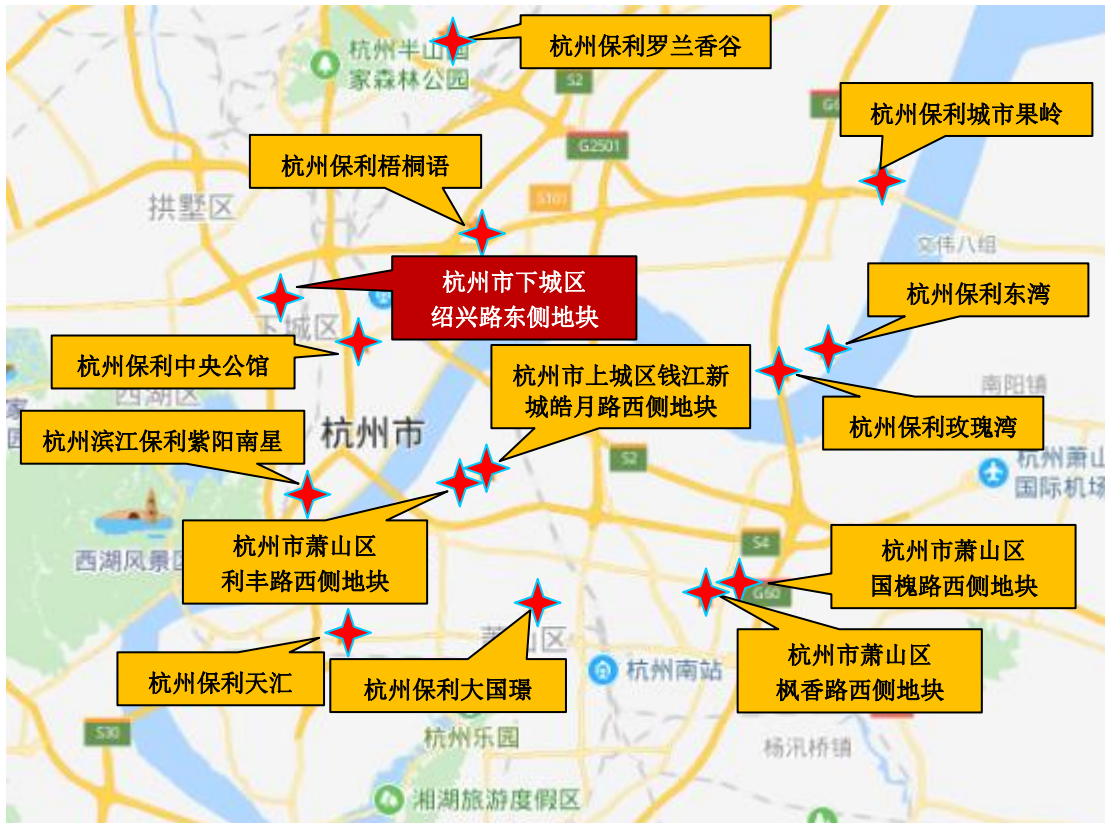 杭州保利罗兰香谷
杭州半山国
家森林公园
S2
G2501
杭州保利城市果岭
杭州保利梧桐语
S101
拱墅区
文伟八组
杭州市下城区
绍兴路东侧地块
杭州保利东湾
下城区
杭州保利中央公馆
杭州市上城区钱江新
城皓月路西侧地块
西湖区
南阳镇
杭州滨江保利紫阳南星
杭州市
杭州保利玫瑰湾
家
S2
杭州萧山
国际机场
杭州市萧山区
利丰路西侧地块
西湖风景区
S4
杭州市萧山区
国槐路西侧地块
G60
萧山区
杭州保利天汇
杭州保利大国璟
杭州南站
杭州市萧山区
枫香路西侧地块
S30
杭州乐园
杨汛桥镇
湘湖旅游度假区